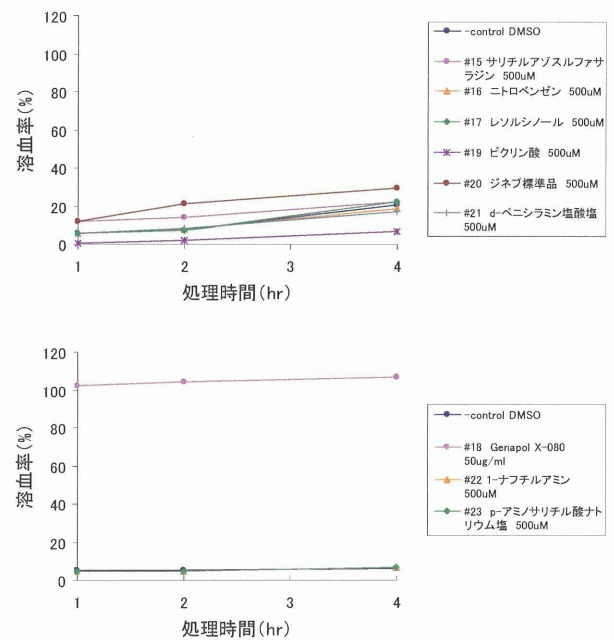 120
100
80
60
40
20
0
溶血率(%)
1
2
3
4
処理時間(hr)
-control DMSO
#15 サリチルアゾスルファサ
ラジン 500uM
#16 ニトロベンゼン 500uM
#17 レソルシノール 500uM
#19 ピクリン酸 500uM
#20 ジネブ標準品 500uM
#21 d-ペニシラミン塩酸塩
500uM
120
100
80
60
40
20
0
溶血率(%)
1
2
3
4
処理時間(hr)
-control DMSO
#18 Genapol X-080
50ug/ml
#22 1-ナフチルアミン
500uM
#23 p-アミノサリチル酸ナト
リウム塩 500uM